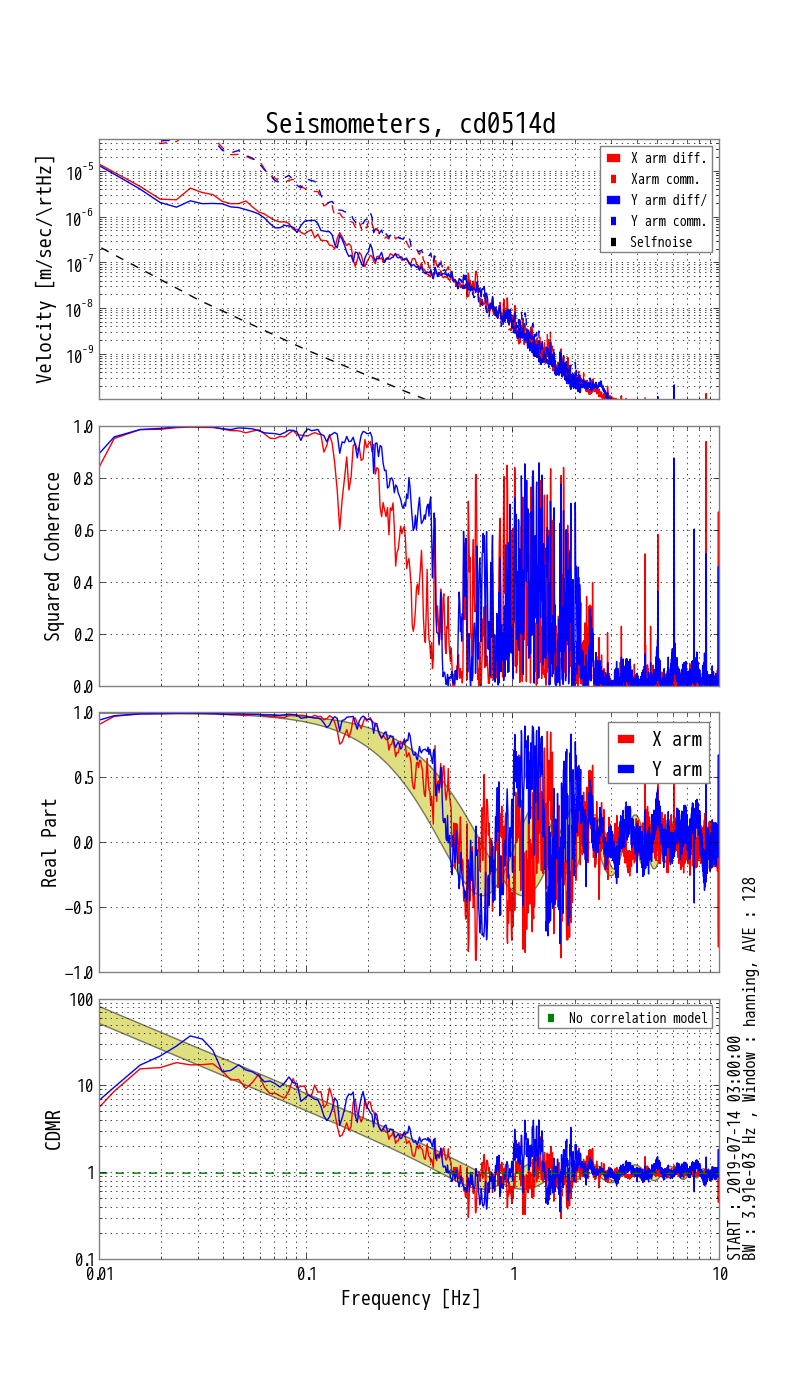 Seismometers, cd0514d
Velocity [m/sec/\rtHz]
10^-5
10^-6
10^-7
10^-8
10^-9
X arm diff.
Xarm comm.
Y arm diff/
Y arm comm.
Selfnoise
Squared Coherence
1.0
0.8
0.6
0.4
0.2
0.0
Real Part
1.0
0.5
0.0
−0.5
−1.0
X arm
Y arm
CDMR
100
10
1
0.1
No correlation model
0.01
0.1
1
10
Frequency [Hz]
START : 2019-07-14 03:00:00
BW : 3.91e-03 Hz , Window : hanning, AVE : 128